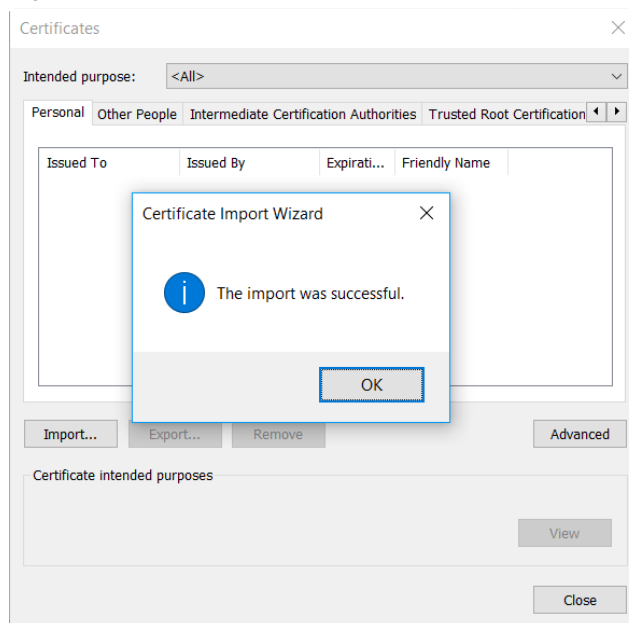 Certificates
Intended purpose: <All>
Personal Other People Intermediate Certification Authorities Trusted Root Certification
Issued To Issued By Expirati... Friendly Name
Certificate Import Wizard
i The import was successful.
OK
Import... Export... Remove Advanced
Certificate intended purposes
View
Close